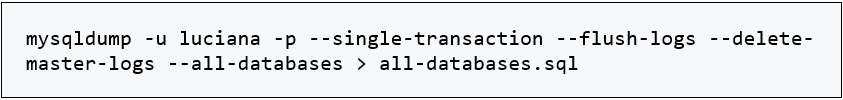 mysqldump -u luciana -p --single-transaction --flush-logs --delete-
master-logs --all-databases > all-databases.sql